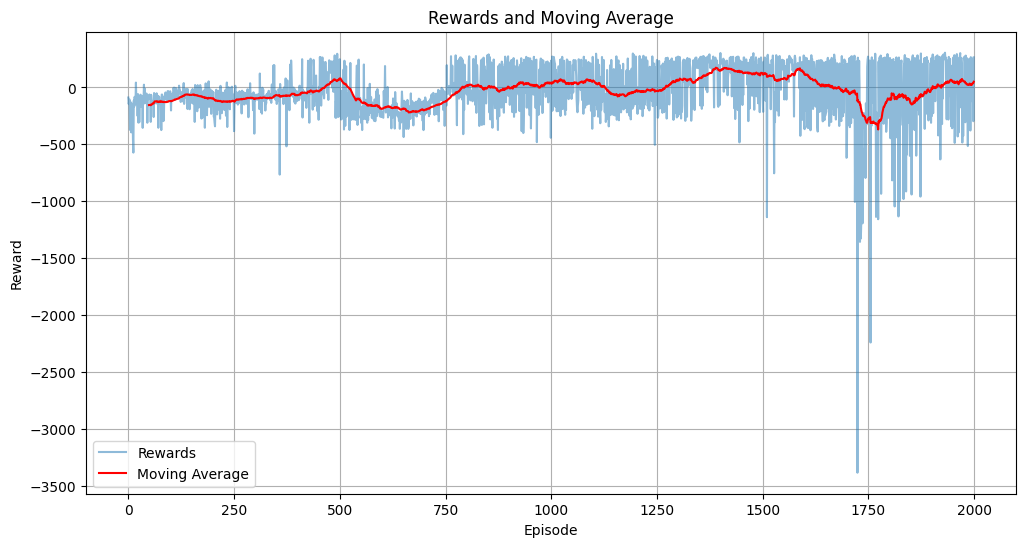 Rewards and Moving Average
Reward
0
−500
−1000
−1500
−2000
−2500
−3000
−3500
Rewards
Moving Average
0 250 500 750 1000 1250 1500 1750 2000
Episode